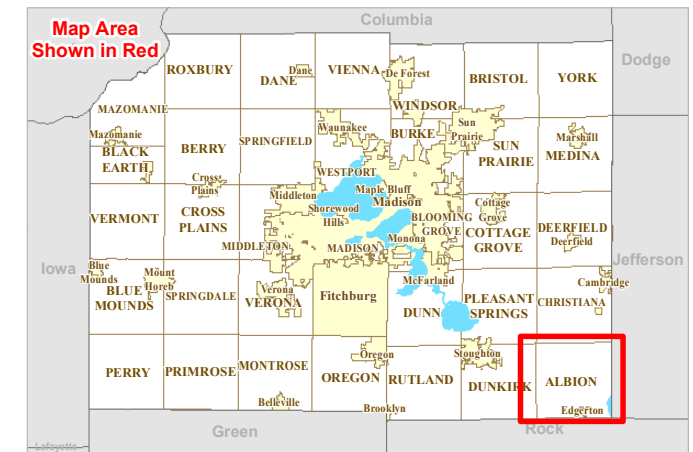 Map Area
Shown in Red
Columbia
Dodge
ROXBURY
DANE
Dane
VIENNA
De Forest
BRISTOL
YORK
MAZOMANIE
WINDSOR
Mazomanie
BLACK
EARTH
BERRY
SPRINGFIELD
Waunakee
BURKE
Sun
Prairie
SUN
PRAIRIE
Marshall
MEDINA
Cross
Plains
WESTPORT
Middleton
Maple Bluff
Madison
Shorewood
Hills
VERMONT
CROSS
PLAINS
BLOOMING
GROVE
Cottage
Grove
COTTAGE
GROVE
DEERFIELD
Deerfield
MIDDLETON
MADISON
Monona
Iowa
Jefferson
Blue
Mounds
Mount
Horeb
BLUE
MOUNDS
SPRINGDALE
Verona
VERONA
Fitchburg
McFarland
DUNN
PLEASANT
SPRINGS
Cambridge
CHRISTIANA
PERRY
PRIMROSE
MONTROSE
Oregon
OREGON
RUTLAND
Stoughton
DUNKIRK
ALBION
Belleville
Brooklyn
Edgerton
Green
Rock
Lafayette